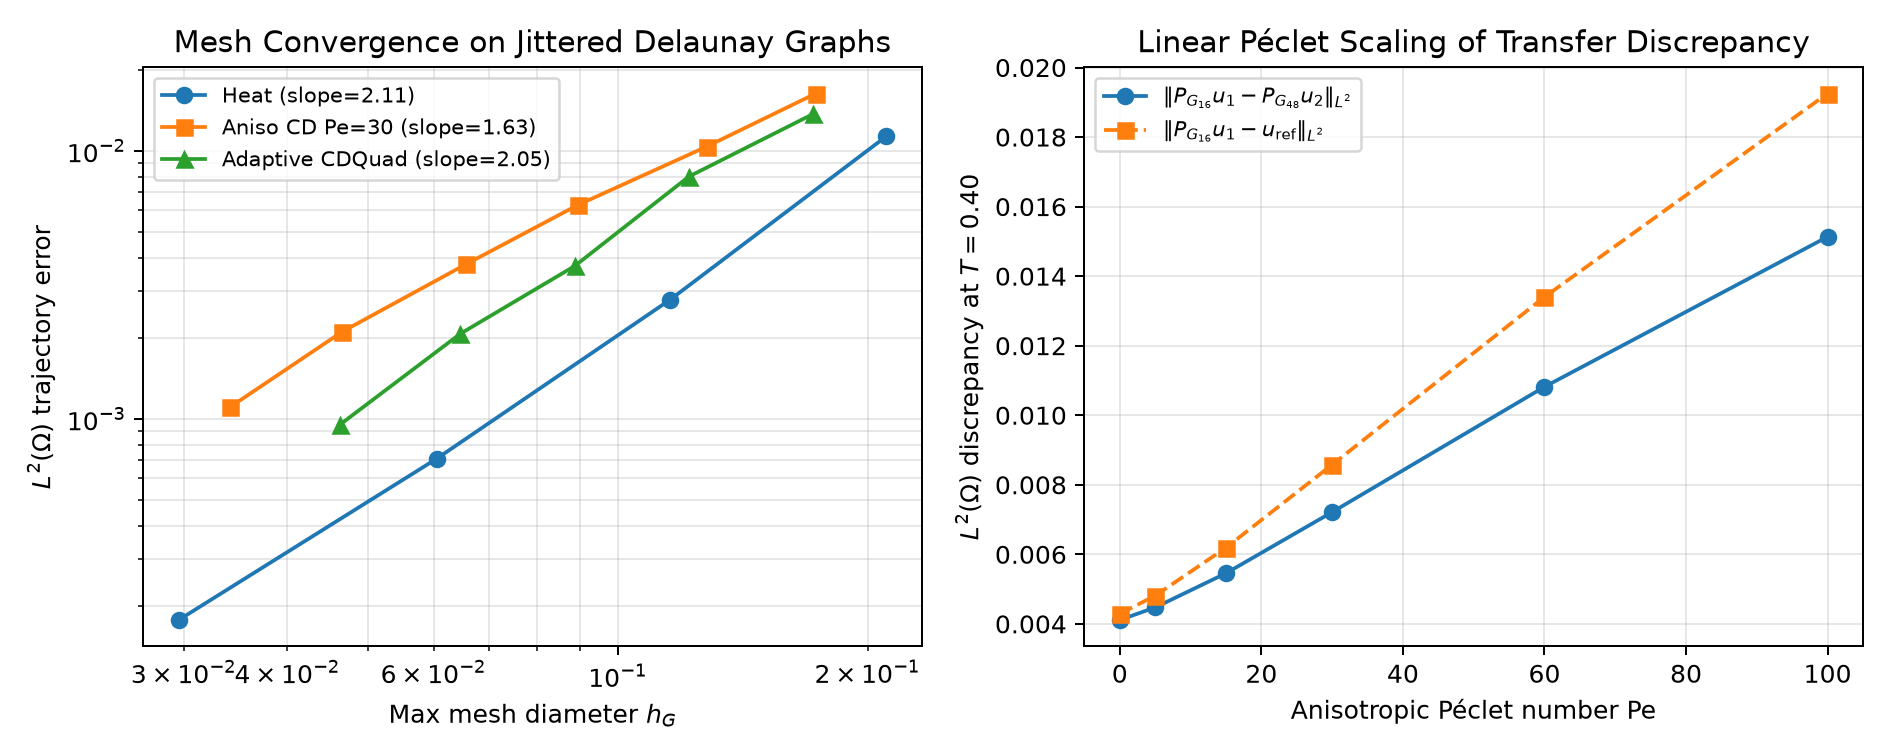 Mesh Convergence on Jittered Delaunay Graphs
Heat (slope=2.11)
Aniso CD Pe=30 (slope=1.63)
Adaptive CDQuad (slope=2.05)
10⁻²
10⁻³
L²(Ω) trajectory error
3 × 10⁻²
4 × 10⁻²
6 × 10⁻²
10⁻¹
2 × 10⁻¹
Max mesh diameter h_G
Linear Péclet Scaling of Transfer Discrepancy
‖P_{G₁₆}u₁ − P_{G₄₈}u₂‖_{L²}
‖P_{G₁₆}u₁ − u_ref‖_{L²}
0.020
0.018
0.016
0.014
0.012
0.010
0.008
0.006
0.004
L²(Ω) discrepancy at T = 0.40
0
20
40
60
80
100
Anisotropic Péclet number Pe